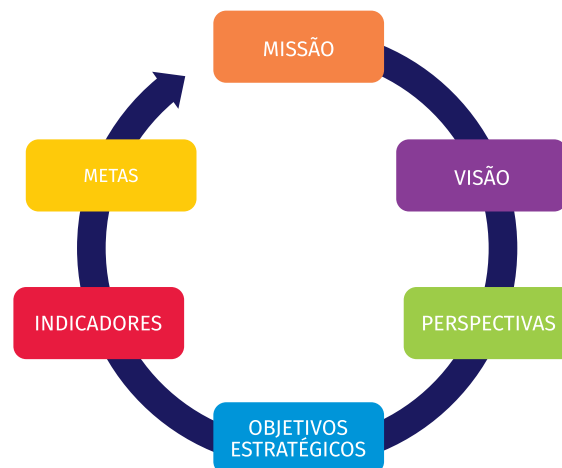 MISSÃO
VISÃO
PERSPECTIVAS
OBJETIVOS
ESTRATÉGICOS
INDICADORES
METAS